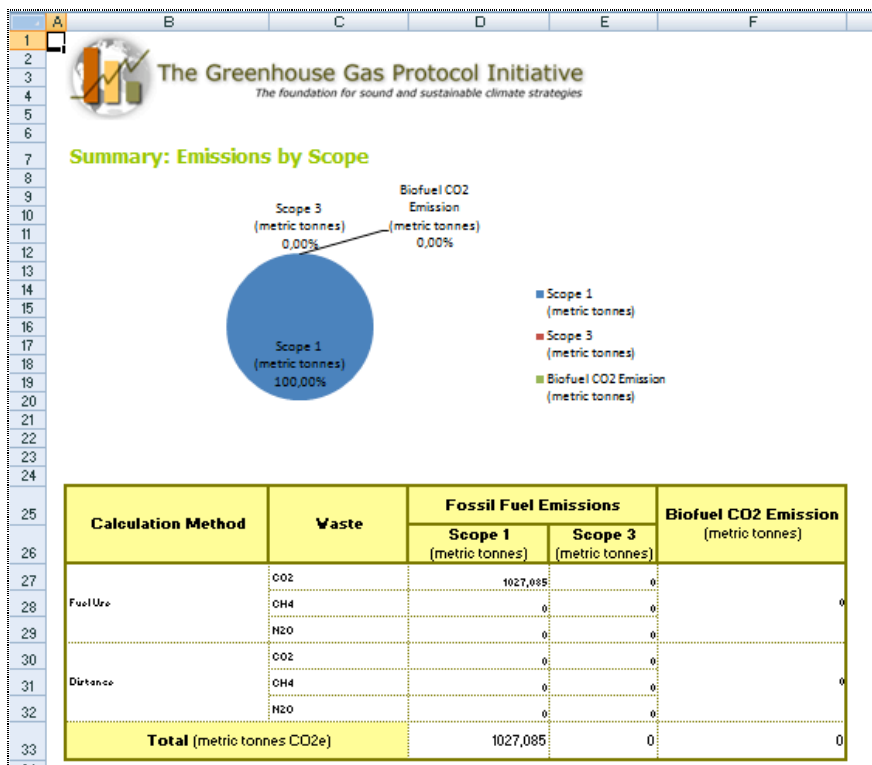 A B C D E F
1
2
3
4
5
6
7
8
9
10
11
12
13
14
15
16
17
18
19
20
21
22
23
24
25
26
27
28
29
30
31
32
33
The Greenhouse Gas Protocol Initiative
The foundation for sound and sustainable climate strategies
Summary: Emissions by Scope
Scope 3
(metric tonnes)
0,00%
Biofuel CO2
Emission
(metric tonnes)
0,00%
Scope 1
(metric tonnes)
100,00%
Scope 1
(metric tonnes)
Scope 3
(metric tonnes)
Biofuel CO2 Emission
(metric tonnes)
Calculation Method
Waste
Fossil Fuel Emissions
Scope 1
(metric tonnes)
Scope 3
(metric tonnes)
Biofuel CO2 Emission
(metric tonnes)
Fuel Use
CO2 1027,085 0
CH4 0 0 0
N2O 0 0
Distance
CO2 0 0
CH4 0 0 0
N2O 0 0
Total (metric tonnes CO2e) 1027,085 0 0